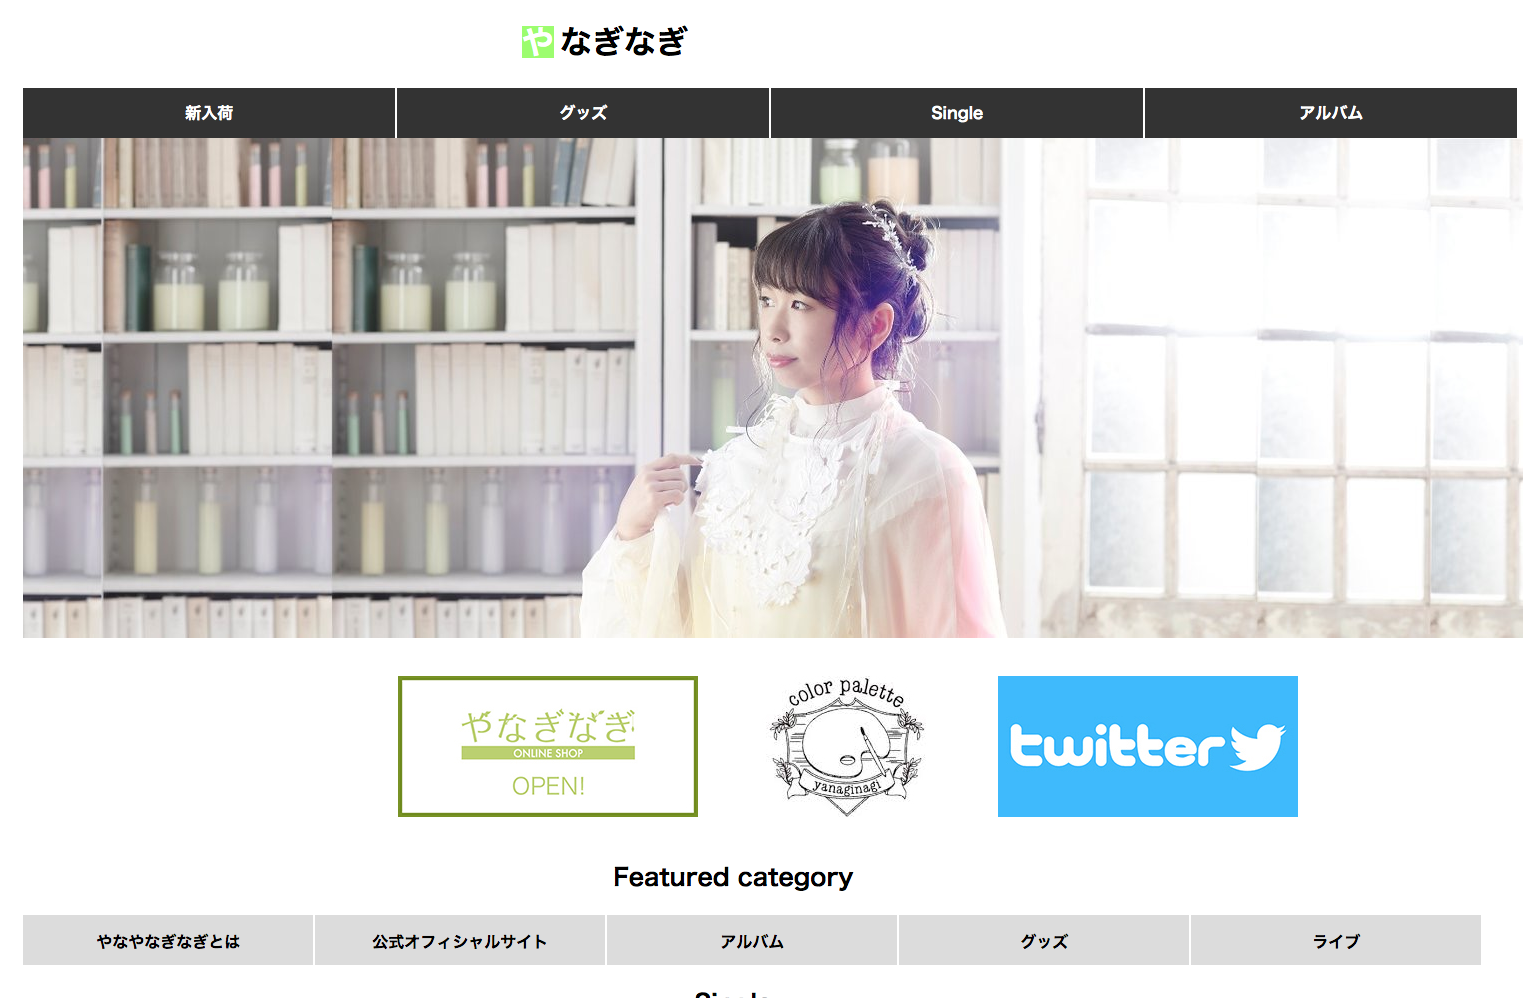 やなぎなぎ
新入荷
グッズ
Single
アルバム
やなぎなぎ
ONLINE SHOP
OPEN!
color palette
yanaginagi
twitter
Featured category
やなやなぎなぎとは
公式オフィシャルサイト
アルバム
グッズ
ライブ